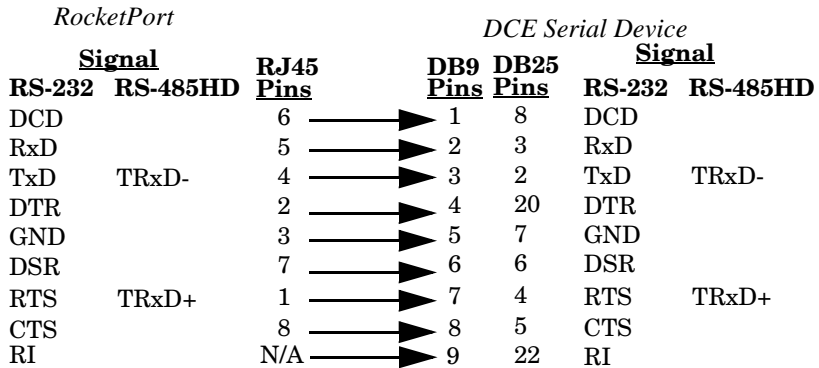 RocketPort DCE Serial Device
Signal Signal
RJ45 DB9 DB25
RS-232 RS-485HD Pins Pins Pins RS-232 RS-485HD
DCD 6 1 8 DCD
RxD 5 2 3 RxD
TxD TRxD- 4 3 2 TxD TRxD-
DTR 2 4 20 DTR
GND 3 5 7 GND
DSR 7 6 6 DSR
RTS TRxD+ 1 7 4 RTS TRxD+
CTS 8 8 5 CTS
RI N/A 9 22 RI